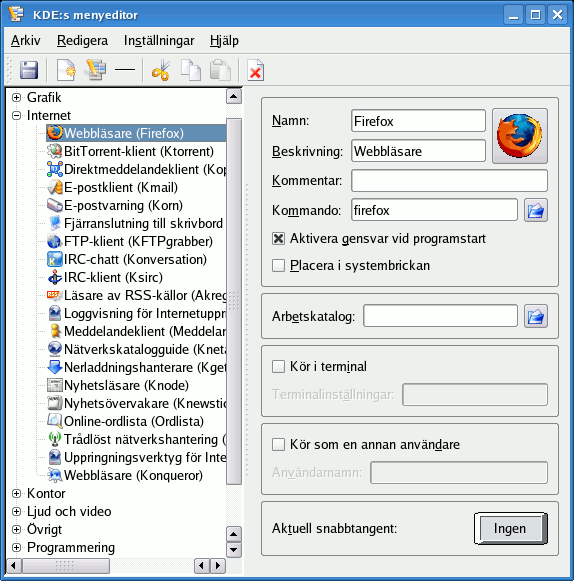 KDE:s menyeditor
Arkiv Redigera Inställningar Hjälp
Grafik
Internet
Webbläsare (Firefox)
BitTorrent-klient (Ktorrent)
Direktmeddelandeklient (Kop
E-postklient (Kmail)
E-postvarning (Korn)
Fjärranslutning till skrivbord
FTP-klient (KFTPgrabber)
IRC-chatt (Konversation)
IRC-klient (Ksirc)
Läsare av RSS-källor (Akreg
Loggvisning för Internetuppri
Meddelandeklient (Meddelar
Nätverkskatalogguide (Kneta
Nerladdningshanterare (Kget
Nyhetsläsare (Knode)
Nyhetsövervakare (Knewstic
Online-ordlista (Ordlista)
Trådlöst nätverkshantering (
Uppringningsverktyg för Inte
Webbläsare (Konqueror)
Kontor
Ljud och video
Övrigt
Programmering
Namn: Firefox
Beskrivning: Webbläsare
Kommentar:
Kommando: firefox
Aktivera gensvar vid programstart
Placera i systembrickan
Arbetskatalog:
Kör i terminal
Terminalinställningar:
Kör som en annan användare
Användarnamn:
Aktuell snabbtangent: Ingen